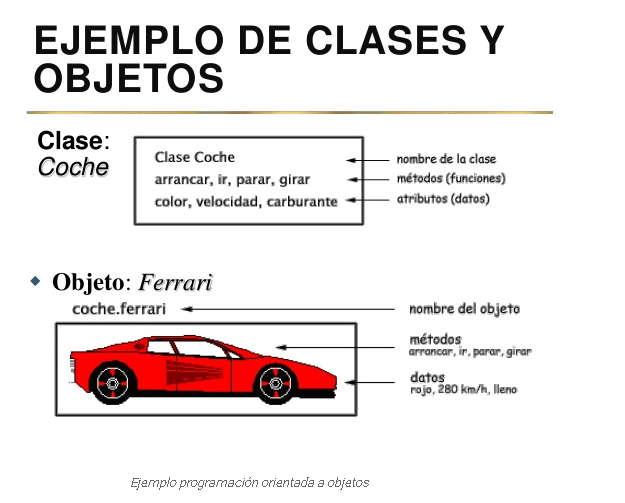 EJEMPLO DE CLASES Y
OBJETOS
Clase:
Coche
Clase Coche
arrancar, ir, parar, girar
color, velocidad, carburante
nombre de la clase
métodos (funciones)
atributos (datos)
Objeto: Ferrari
coche.ferrari
nombre del objeto
métodos
arrancar, ir, parar, girar
datos
rojo, 280 km/h, lleno
Ejemplo programación orientada a objetos